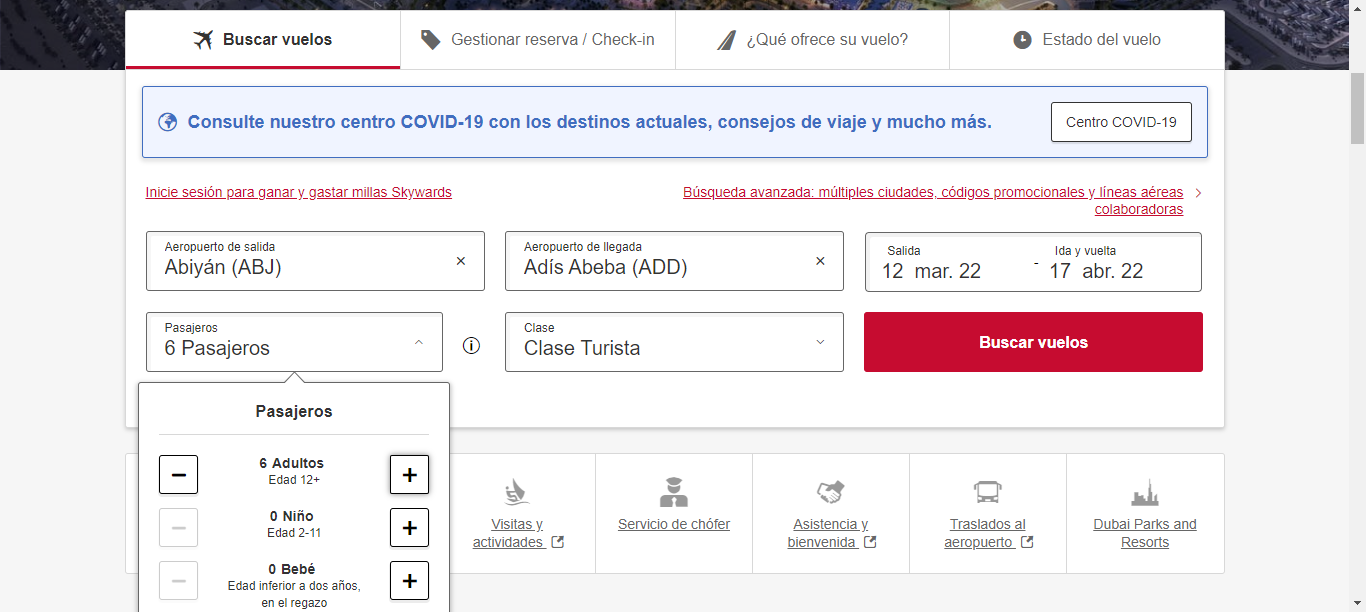 Buscar vuelos
Gestionar reserva / Check-in
¿Qué ofrece su vuelo?
Estado del vuelo
Consulte nuestro centro COVID-19 con los destinos actuales, consejos de viaje y mucho más.
Centro COVID-19
Inicie sesión para ganar y gastar millas Skywards
Búsqueda avanzada: múltiples ciudades, códigos promocionales y líneas aéreas
colaboradoras
Aeropuerto de salida
Abiyán (ABJ)
Aeropuerto de llegada
Adís Abeba (ADD)
Salida
12 mar. 22
-
Ida y vuelta
17 abr. 22
Pasajeros
6 Pasajeros
Clase
Clase Turista
Buscar vuelos
Pasajeros
6 Adultos
Edad 12+
0 Niño
Edad 2-11
0 Bebé
Edad inferior a dos años,
en el regazo
Visitas y
actividades
Servicio de chófer
Asistencia y
bienvenida
Traslados al
aeropuerto
Dubai Parks and
Resorts